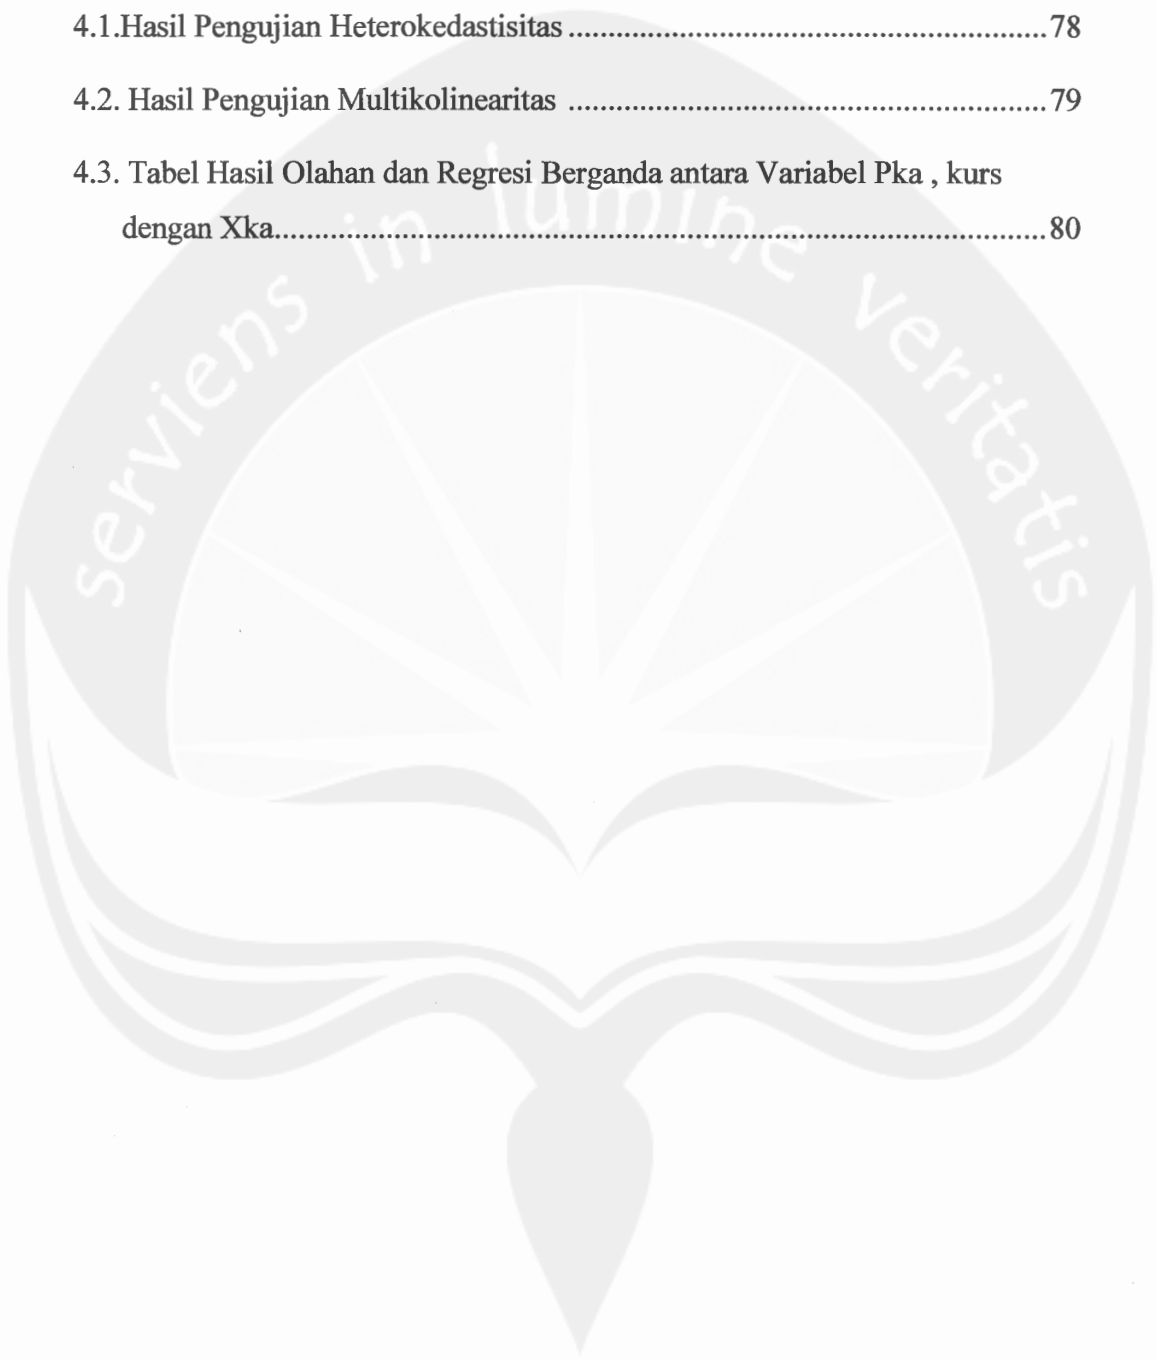 4.1.Hasil Pengujian Heterokedastisitas ............................................................ 78
4.2. Hasil Pengujian Multikolinearitas ............................................................ 79
4.3. Tabel Hasil Olahan dan Regresi Berganda antara Variabel Pka , kurs
dengan Xka................................................................................................. 80
serviens in lumine veritatis